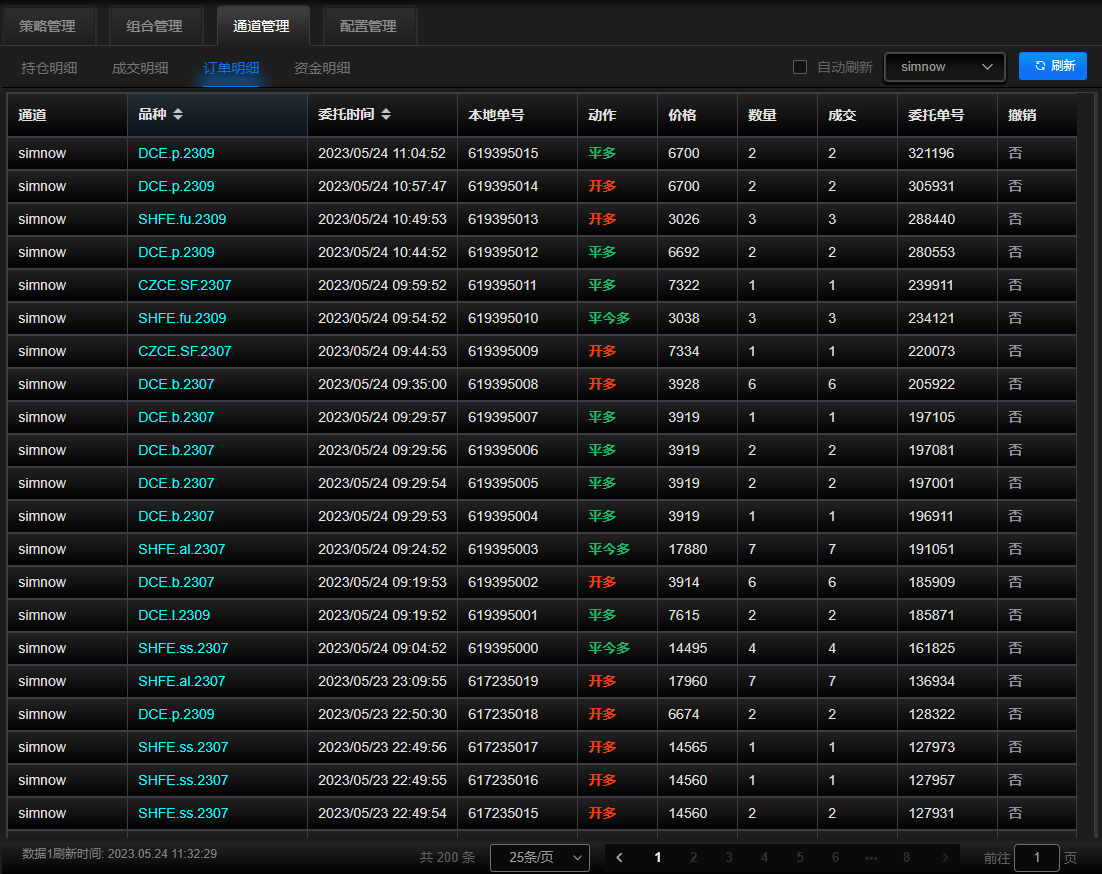 策略管理 组合管理 通道管理 配置管理
持仓明细 成交明细 订单明细 资金明细 自动刷新 simnow 刷新
通道 品种 委托时间 本地单号 动作 价格 数量 成交 委托单号 撤销
simnow DCE.p.2309 2023/05/24 11:04:52 619395015 平多 6700 2 2 321196 否
simnow DCE.p.2309 2023/05/24 10:57:47 619395014 开多 6700 2 2 305931 否
simnow SHFE.fu.2309 2023/05/24 10:49:53 619395013 开多 3026 3 3 288440 否
simnow DCE.p.2309 2023/05/24 10:44:52 619395012 平多 6692 2 2 280553 否
simnow CZCE.SF.2307 2023/05/24 09:59:52 619395011 平多 7322 1 1 239911 否
simnow SHFE.fu.2309 2023/05/24 09:54:52 619395010 平今多 3038 3 3 234121 否
simnow CZCE.SF.2307 2023/05/24 09:44:53 619395009 开多 7334 1 1 220073 否
simnow DCE.b.2307 2023/05/24 09:35:00 619395008 开多 3928 6 6 205922 否
simnow DCE.b.2307 2023/05/24 09:29:57 619395007 平多 3919 1 1 197105 否
simnow DCE.b.2307 2023/05/24 09:29:56 619395006 平多 3919 2 2 197081 否
simnow DCE.b.2307 2023/05/24 09:29:54 619395005 平多 3919 2 2 197001 否
simnow DCE.b.2307 2023/05/24 09:29:53 619395004 平多 3919 1 1 196911 否
simnow SHFE.al.2307 2023/05/24 09:24:52 619395003 平今多 17880 7 7 191051 否
simnow DCE.b.2307 2023/05/24 09:19:53 619395002 开多 3914 6 6 185909 否
simnow DCE.l.2309 2023/05/24 09:19:52 619395001 平多 7615 2 2 185871 否
simnow SHFE.ss.2307 2023/05/24 09:04:52 619395000 平今多 14495 4 4 161825 否
simnow SHFE.al.2307 2023/05/23 23:09:55 617235019 开多 17960 7 7 136934 否
simnow DCE.p.2309 2023/05/23 22:50:30 617235018 开多 6674 2 2 128322 否
simnow SHFE.ss.2307 2023/05/23 22:49:56 617235017 开多 14565 1 1 127973 否
simnow SHFE.ss.2307 2023/05/23 22:49:55 617235016 开多 14560 1 1 127957 否
simnow SHFE.ss.2307 2023/05/23 22:49:54 617235015 开多 14560 2 2 127931 否
数据1刷新时间: 2023.05.24 11:32:29 共 200 条 25条/页 1 2 3 4 5 6 ... 8 前往 1 页